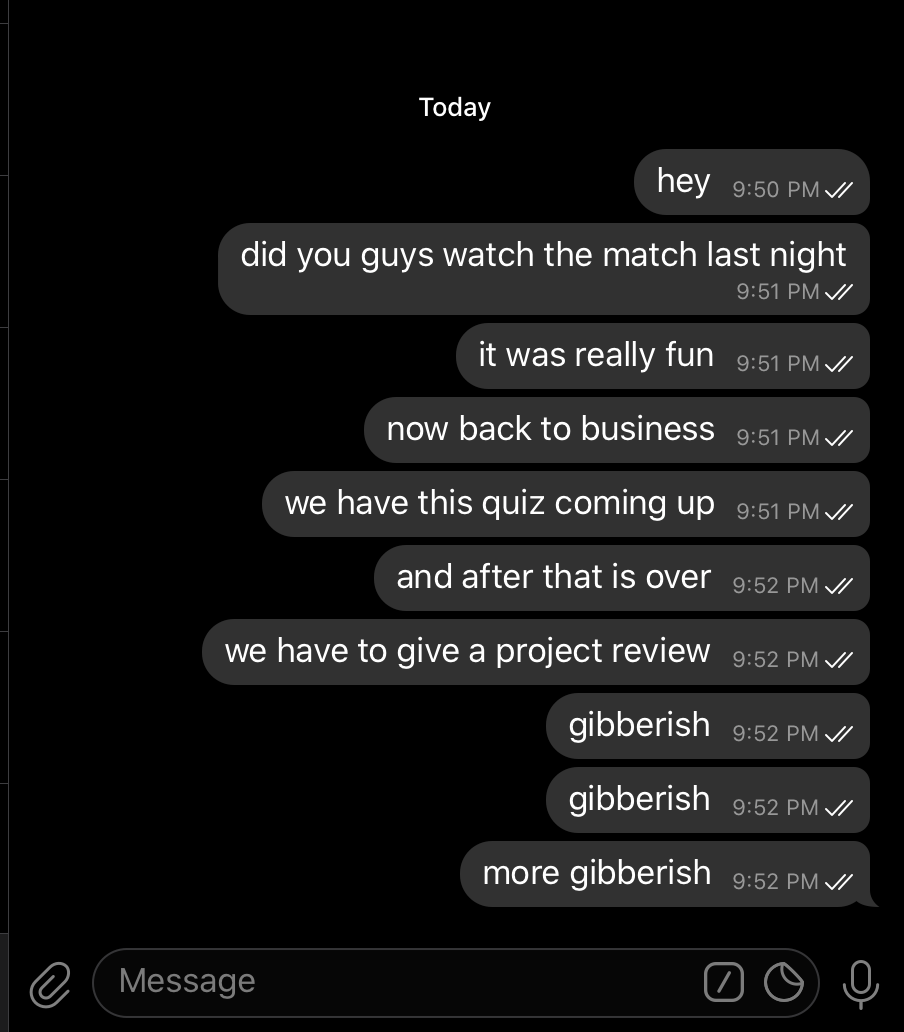 Today
hey 9:50 PM
did you guys watch the match last night
9:51 PM
it was really fun 9:51 PM
now back to business 9:51 PM
we have this quiz coming up 9:51 PM
and after that is over 9:52 PM
we have to give a project review 9:52 PM
gibberish 9:52 PM
gibberish 9:52 PM
more gibberish 9:52 PM
Message